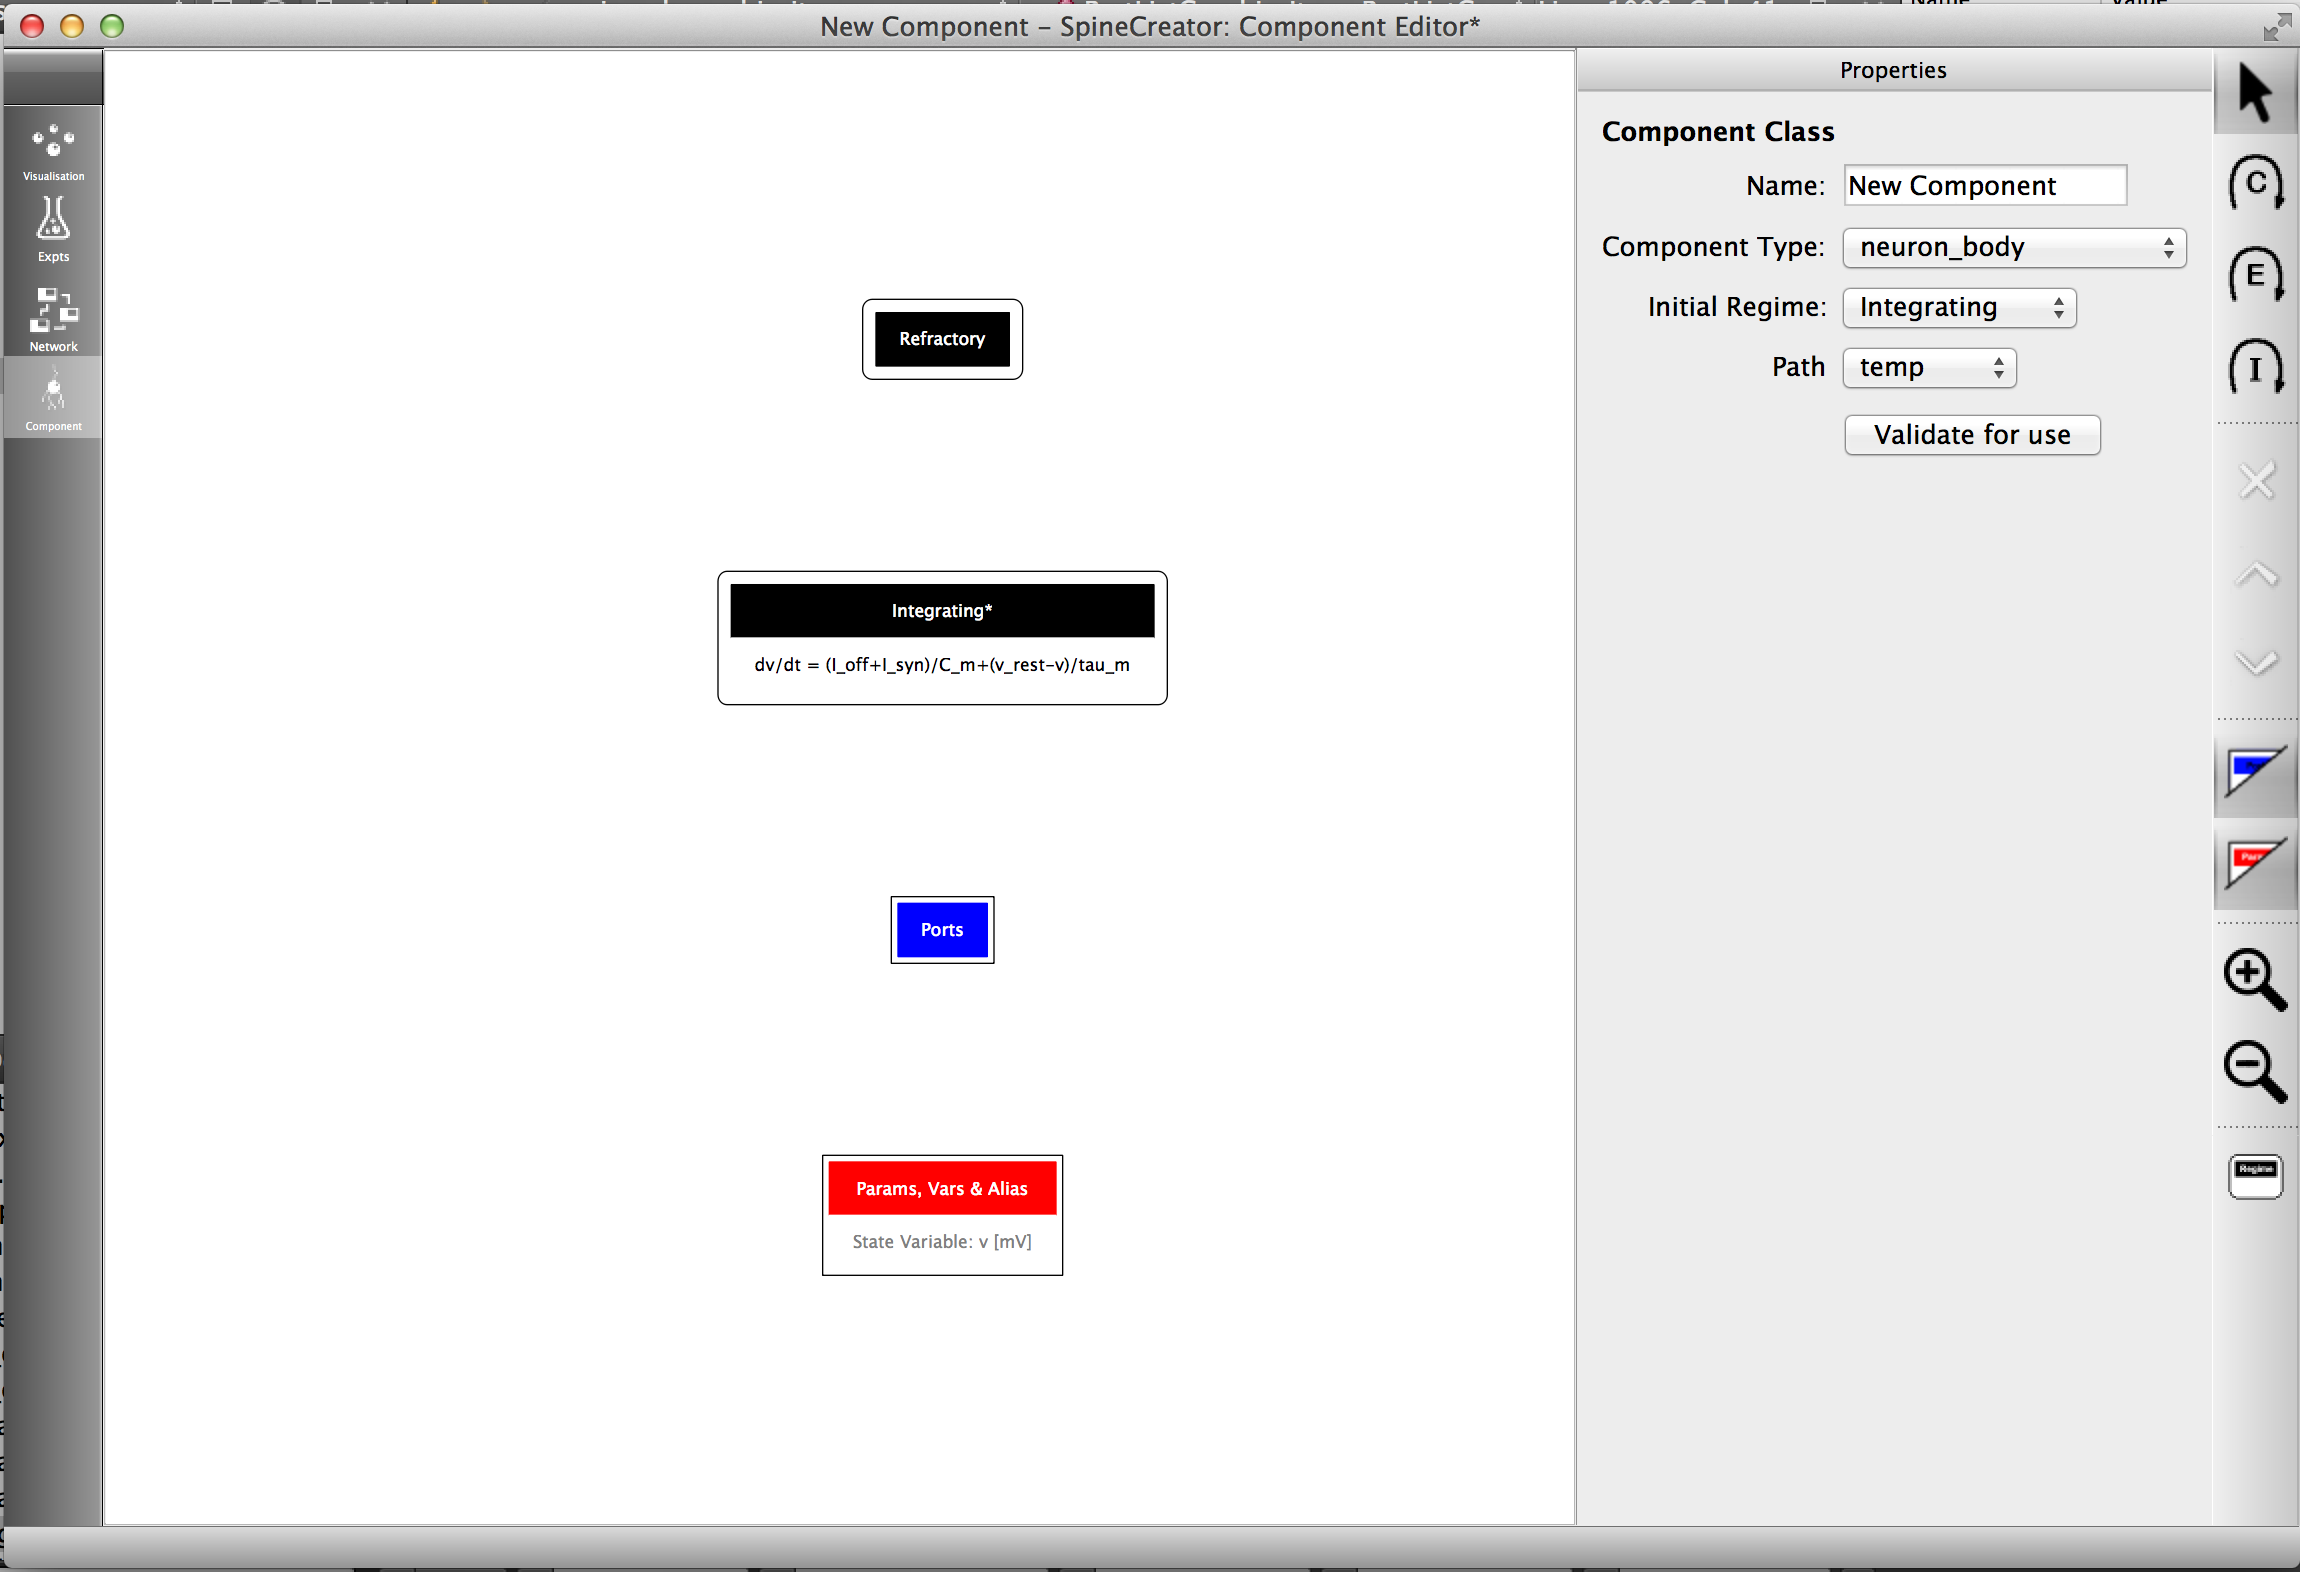 New Component – SpineCreator: Component Editor*
Visualisation
Expts
Network
Component
Refractory
Integrating*
dv/dt = (I_off+I_syn)/C_m+(v_rest-v)/tau_m
Ports
Params, Vars & Alias
State Variable: v [mV]
Properties
Component Class
Name: New Component
Component Type: neuron_body
Initial Regime: Integrating
Path temp
Validate for use
C
E
I
Regime